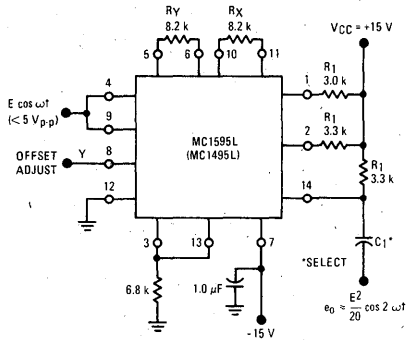 RY
8.2 k
RX
8.2 k
VCC = +15 V
5
6
10
11
4
1
R1
3.0 k
E cos ωt
(< 5 Vp-p)
9
MC1595L
(MC1495L)
2
R1
3.3 k
OFFSET
ADJUST
Y
8
R1
3.3 k
12
14
3
13
7
C1*
*SELECT
6.8 k
1.0 μF
-15 V
eo ≈ E²/20 cos 2 ωt